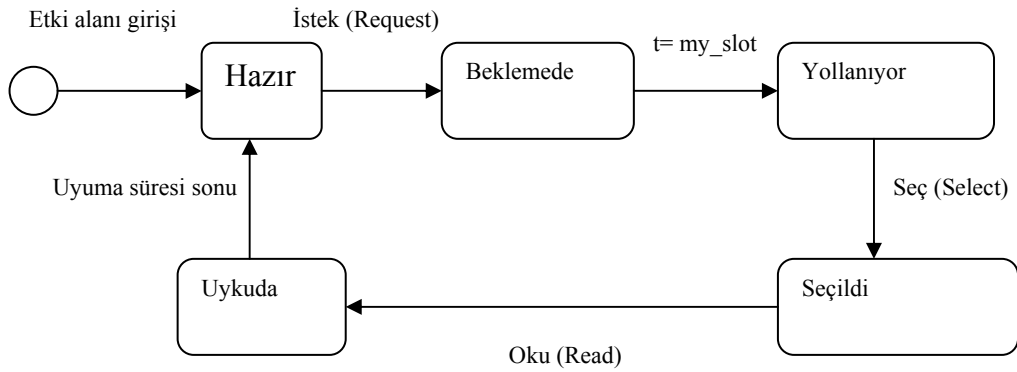 Etki alanı girişi
İstek (Request)
t= my_slot
Hazır
Beklemede
Yollanıyor
Uyuma süresi sonu
Seç (Select)
Uykuda
Seçildi
Oku (Read)